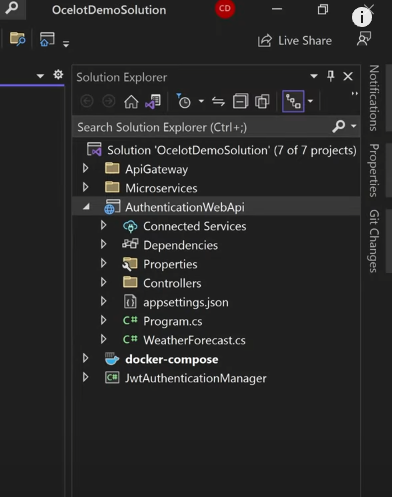 OcelotDemoSolution
CD
i
Live Share
Solution Explorer
Search Solution Explorer (Ctrl+;)
Solution 'OcelotDemoSolution' (7 of 7 projects)
ApiGateway
Microservices
AuthenticationWebApi
Connected Services
Dependencies
Properties
Controllers
appsettings.json
C# Program.cs
C# WeatherForecast.cs
docker-compose
C# JwtAuthenticationManager
Notifications
Properties
Git Changes